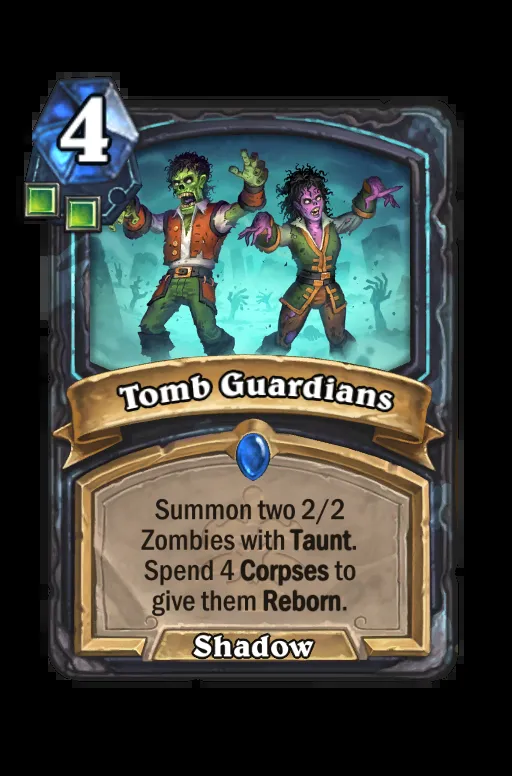 4
Tomb Guardians
Summon two 2/2
Zombies with Taunt.
Spend 4 Corpses to
give them Reborn.
Shadow